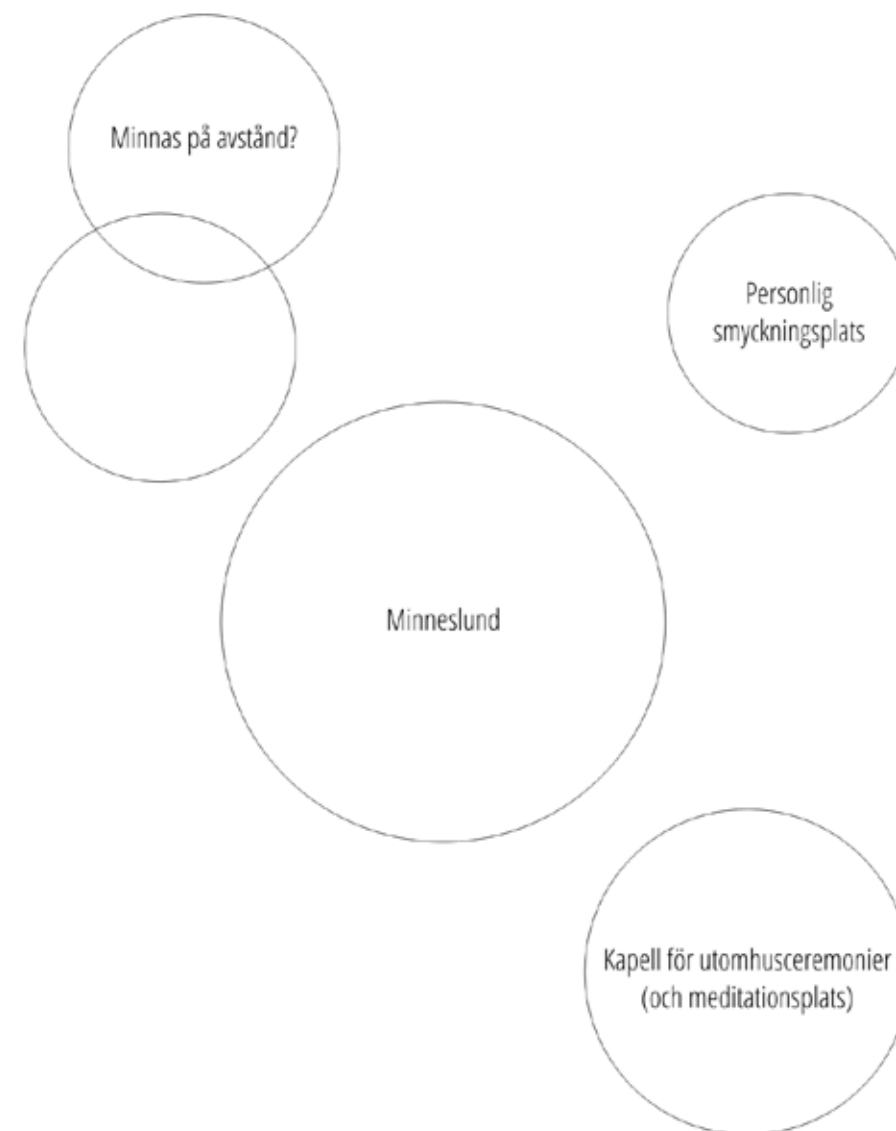 Minnas på avstånd?
Personlig
smyckningsplats
Minneslund
Kapell för utomhusceremonier
(och meditationsplats)